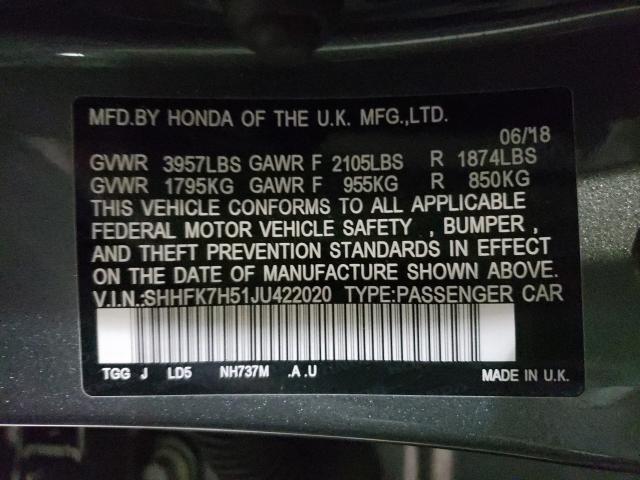 MFD.BY HONDA OF THE U.K. MFG.,LTD.
06/18
GVWR 3957LBS GAWR F 2105LBS R 1874LBS
GVWR 1795KG GAWR F 955KG R 850KG
THIS VEHICLE CONFORMS TO ALL APPLICABLE
FEDERAL MOTOR VEHICLE SAFETY , BUMPER ,
AND THEFT PREVENTION STANDARDS IN EFFECT
ON THE DATE OF MANUFACTURE SHOWN ABOVE.
V.I.N.:SHHFK7H51JU422020 TYPE:PASSENGER CAR
TGG J LD5 NH737M .A .U MADE IN U.K.